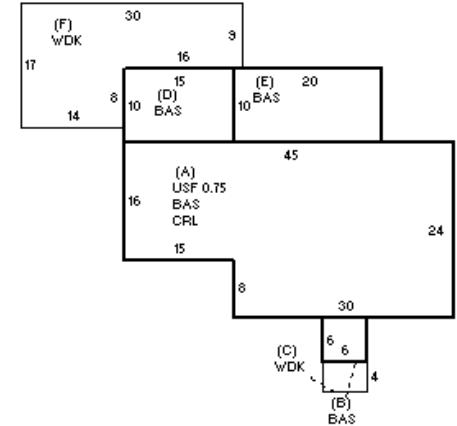 30
(F)
WDK
9
17
16
8
14
15
(D)
10
BAS
(E)
20
10
BAS
45
(A)
USF 0.75
BAS
CRL
16
24
15
8
30
6
6
(C)
WDK
4
(B)
BAS